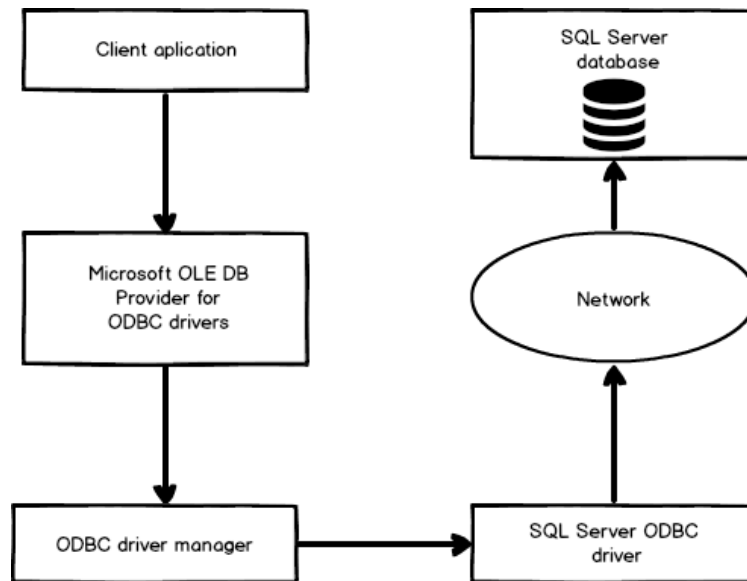 Client aplication
SQL Server
database
Microsoft OLE DB
Provider for
ODBC drivers
Network
ODBC driver manager
SQL Server ODBC
driver